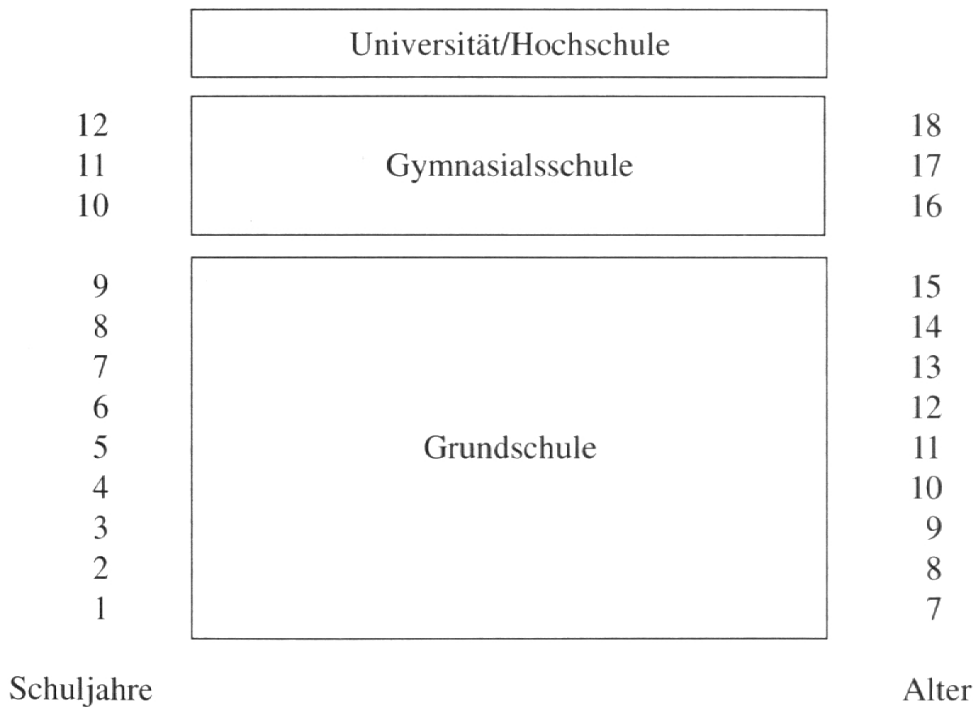 Universität/Hochschule
12 18
11 Gymnasialsschule 17
10 16
9 15
8 14
7 13
6 12
5 Grundschule 11
4 10
3 9
2 8
1 7
Schuljahre Alter